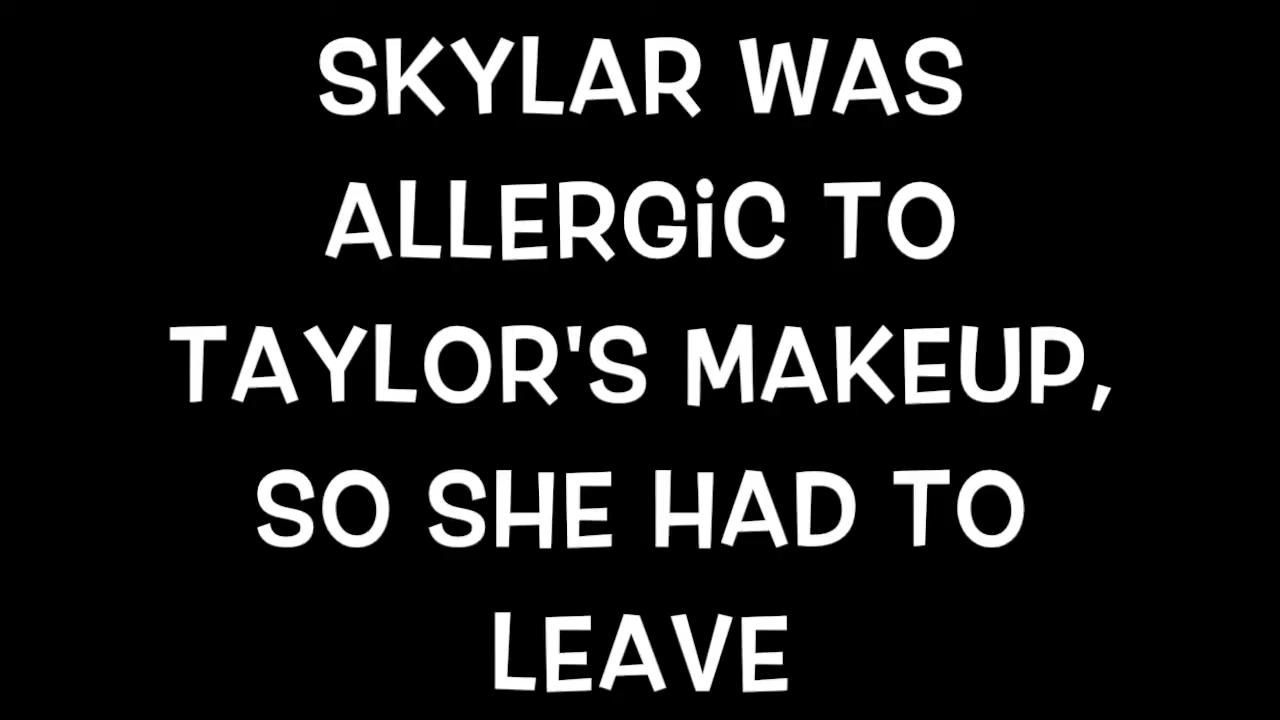 SKYLAR WAS
ALLERGiC TO
TAYLOR'S MAKEUP,
SO SHE HAD TO
LEAVE